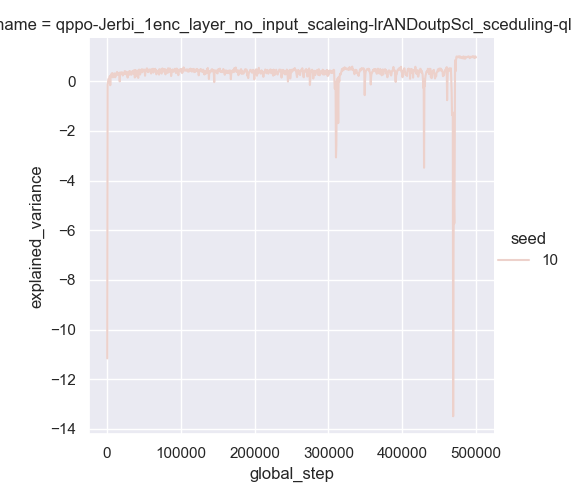 name = qppo-Jerbi_1enc_layer_no_input_scaleing-lrANDoutpScl_sceduling-ql
0
−2
−4
−6
−8
−10
−12
−14
explained_variance
0 100000 200000 300000 400000 500000
global_step
seed
10